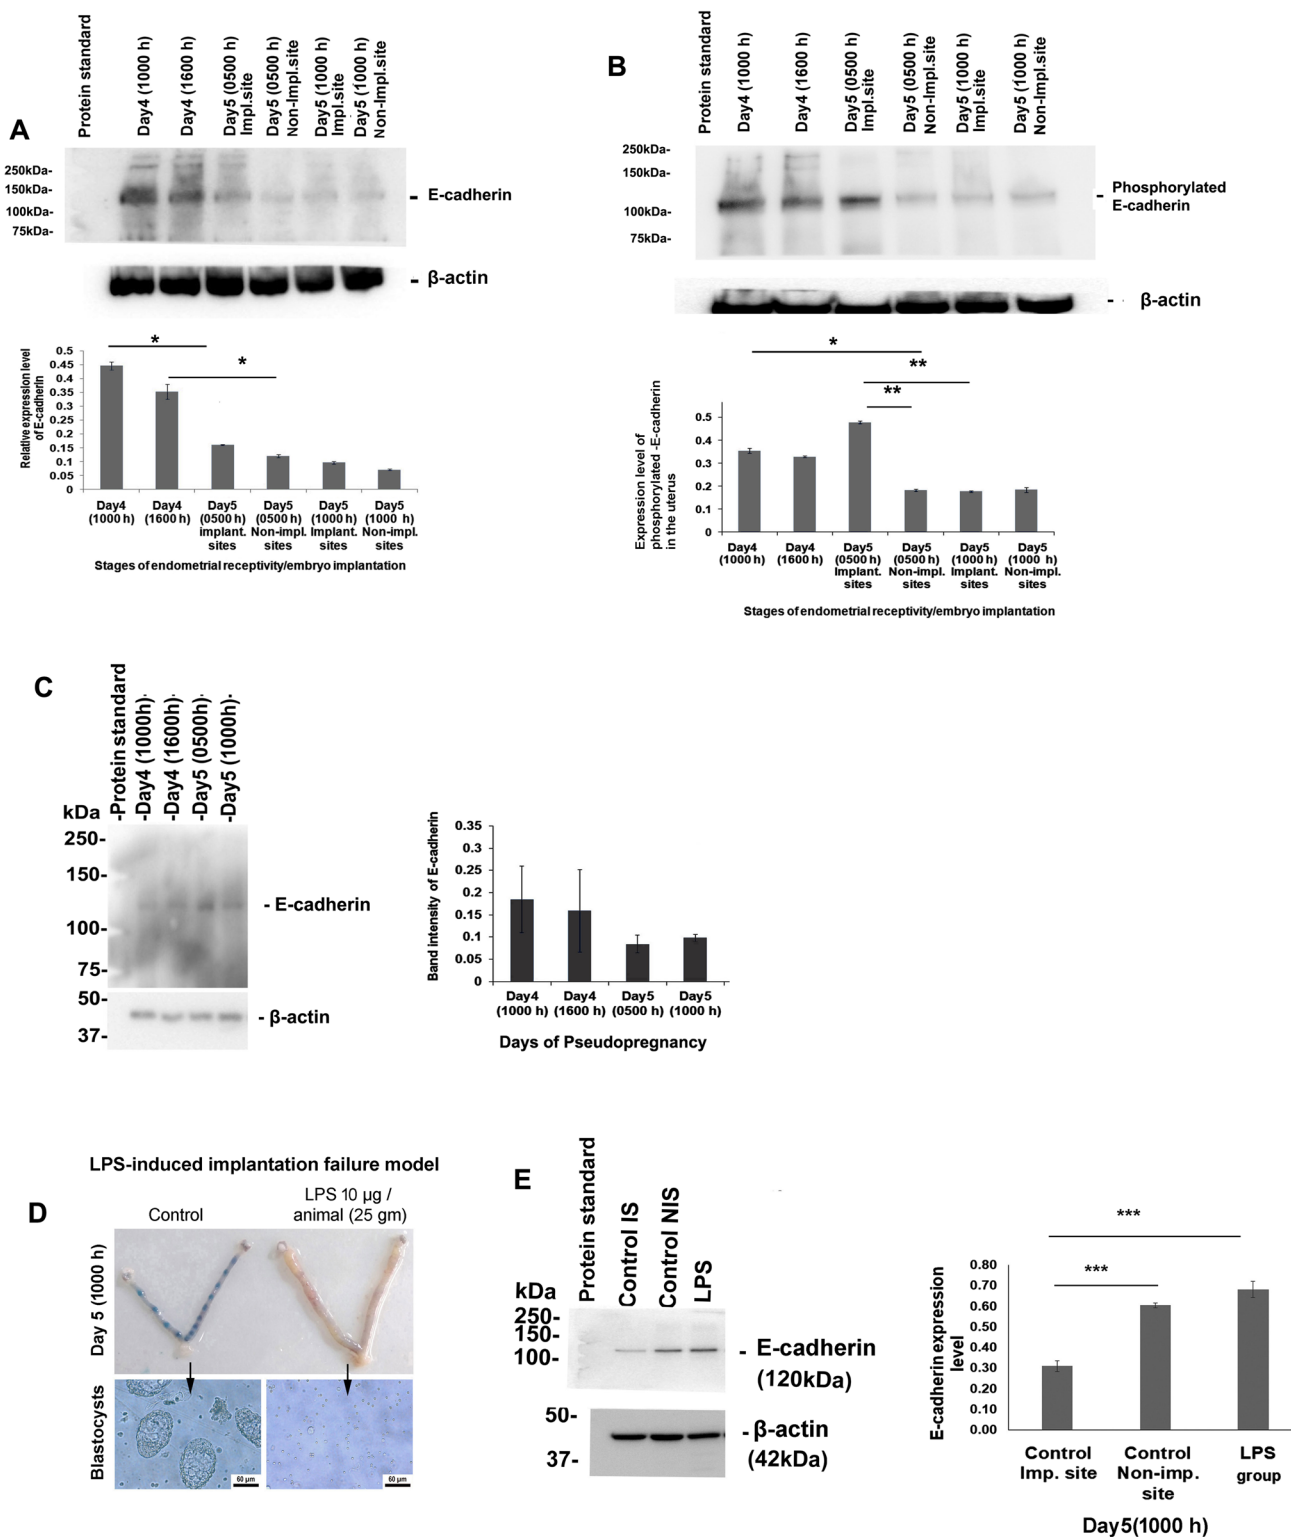 A
Protein standard
Day4 (1000 h)
Day4 (1600 h)
Day5 (0500 h)
Impl.site
Day5 (0500 h)
Non-Impl.site
Day5 (1000 h)
Impl.site
Day5 (1000 h)
Non-Impl.site
250kDa-
150kDa-
100kDa-
75kDa-
- E-cadherin
- β-actin
*
*
Relative expression level
of E-cadherin
0.5
0.45
0.4
0.35
0.3
0.25
0.2
0.15
0.1
0.05
0
Day4
(1000 h)
Day4
(1600 h)
Day5
(0500 h)
implant.
sites
Day5
(0500 h)
Non-impl.
sites
Day5
(1000 h)
Implant.
sites
Day5
(1000 h)
Non-impl.
sites
Stages of endometrial receptivity/embryo implantation
B
Protein standard
Day4 (1000 h)
Day4 (1600 h)
Day5 (0500 h)
Impl.site
Day5 (0500 h)
Non-Impl.site
Day5 (1000 h)
Impl.site
Day5 (1000 h)
Non-Impl.site
250kDa-
150kDa-
100kDa-
75kDa-
- Phosphorylated
E-cadherin
- β-actin
*
**
**
Expression level of
phosphorylated -E-cadherin
in the uterus
0.5
0.4
0.3
0.2
0.1
0
Day4
(1000 h)
Day4
(1600 h)
Day5
(0500 h)
Implant.
sites
Day5
(0500 h)
Non-impl.
sites
Day5
(1000 h)
Implant.
sites
Day5
(1000 h)
Non-impl.
sites
Stages of endometrial receptivity/embryo implantation
C
-Protein standard
-Day4 (1000h)
-Day4 (1600h)
-Day5 (0500h)
-Day5 (1000h)
kDa
250-
150-
100-
75-
50-
37-
- E-cadherin
- β-actin
Band intensity of E-cadherin
0.35
0.3
0.25
0.2
0.15
0.1
0.05
0
Day4
(1000 h)
Day4
(1600 h)
Day5
(0500 h)
Day5
(1000 h)
Days of Pseudopregnancy
LPS-induced implantation failure model
D
Control
LPS 10 µg /
animal (25 gm)
Day 5 (1000 h)
Blastocysts
60 µm
60 µm
E
Protein standard
Control IS
Control NIS
LPS
kDa
250-
150-
100-
50-
37-
- E-cadherin
(120kDa)
-β-actin
(42kDa)
***
***
E-cadherin expression
level
0.80
0.70
0.60
0.50
0.40
0.30
0.20
0.10
0.00
Control
Imp. site
Control
Non-imp.
site
LPS
group
Day5(1000 h)